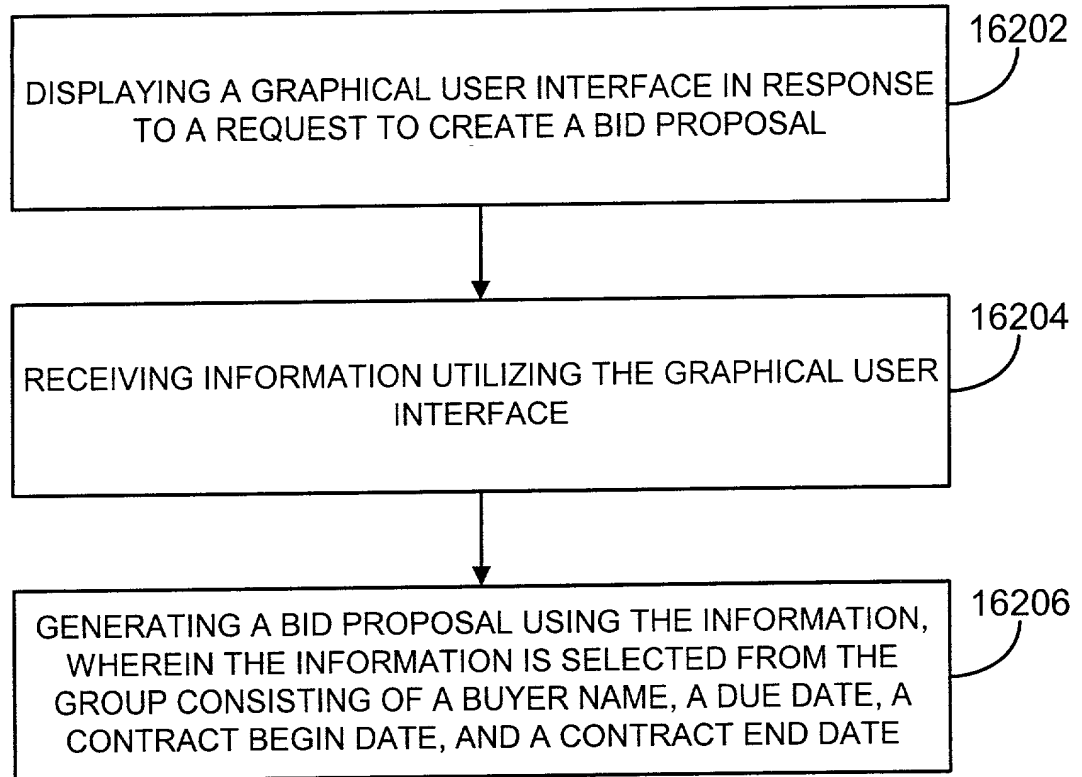 16202
DISPLAYING A GRAPHICAL USER INTERFACE IN RESPONSE
TO A REQUEST TO CREATE A BID PROPOSAL
16204
RECEIVING INFORMATION UTILIZING THE GRAPHICAL USER
INTERFACE
16206
GENERATING A BID PROPOSAL USING THE INFORMATION,
WHEREIN THE INFORMATION IS SELECTED FROM THE
GROUP CONSISTING OF A BUYER NAME, A DUE DATE, A
CONTRACT BEGIN DATE, AND A CONTRACT END DATE